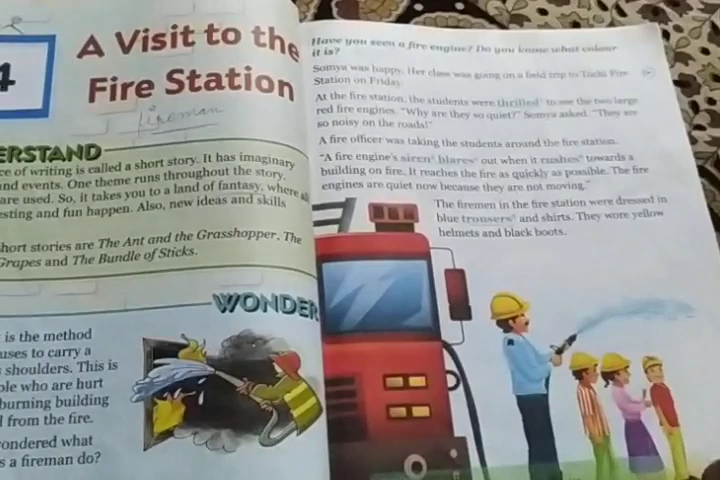 4
A Visit to the
Fire Station
fireman
ERSTAND
ce of writing is called a short story. It has imaginary
nd events. One theme runs throughout the story.
are used. So, it takes you to a land of fantasy, where
esting and fun happen. Also, new ideas and skills
hort stories are The Ant and the Grasshopper, The
Grapes and The Bundle of Sticks.
WONDER
is the method
uses to carry a
shoulders. This is
ple who are hurt
burning building
from the fire.
ondered what
s a fireman do?
Have you seen a fire engine? Do you know what colour
it is?
Somya was happy. Her class was going on a field trip to Fire
Station on Friday.
At the fire station, the students were thrilled to see the two large
red fire engines. "Why are they so quiet?" Somya asked. "They are
so noisy on the roads!"
A fire officer was taking the students around the fire station.
"A fire engine's siren blares out when it rushes towards a
building on fire. It reaches the fire as quickly as possible. The fire
engines are quiet now because they are not moving."
The firemen in the fire station were dressed in
blue trousers and shirts. They wore yellow
helmets and black boots.